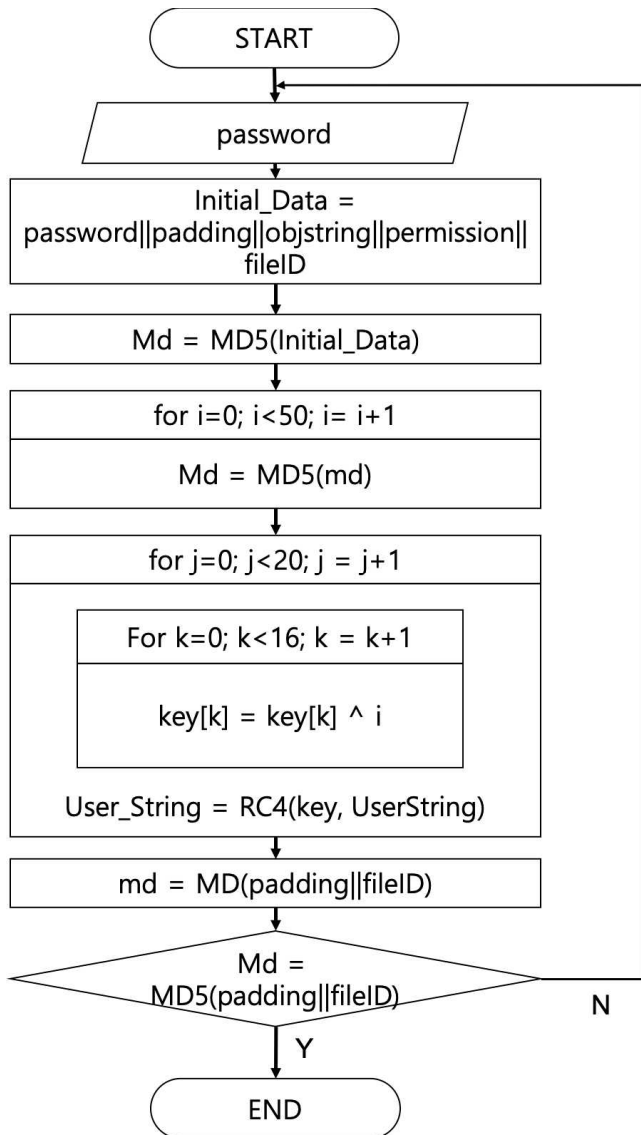 START
password
Initial_Data =
password||padding||objstring||permission||
fileID
Md = MD5(Initial_Data)
for i=0; i<50; i= i+1
Md = MD5(md)
for j=0; j<20; j = j+1
For k=0; k<16; k = k+1
key[k] = key[k] ^ i
User_String = RC4(key, UserString)
md = MD(padding||fileID)
Md =
MD5(padding||fileID)
N
Y
END